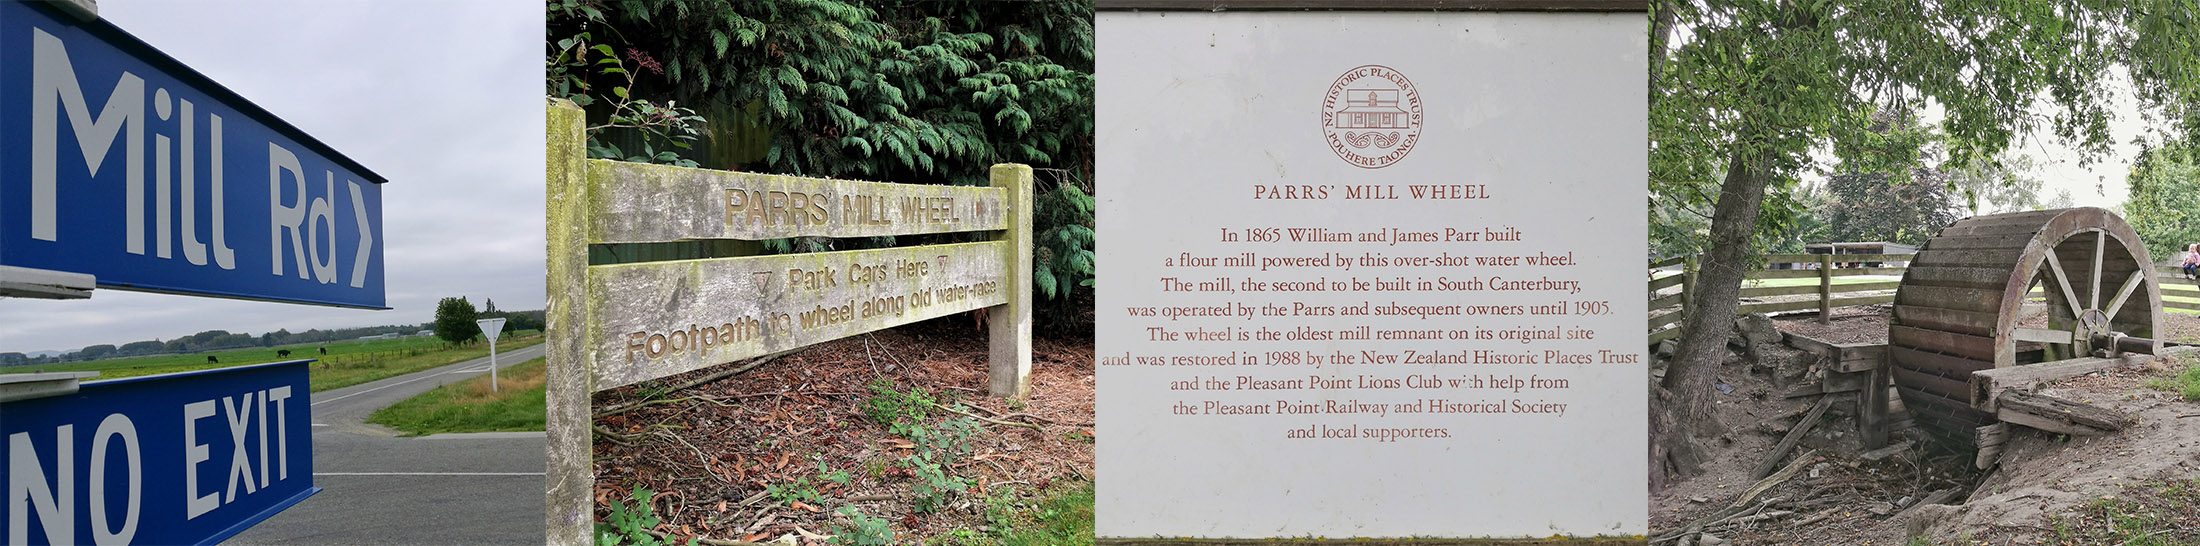 Mill Rd
NO EXIT
PARRS' MILL WHEEL
Park Cars Here
Footpath to wheel along old water-race
NZ HISTORIC PLACES TRUST
POUHERE TAONGA
PARRS' MILL WHEEL
In 1865 William and James Parr built
a flour mill powered by this over-shot water wheel.
The mill, the second to be built in South Canterbury,
was operated by the Parrs and subsequent owners until 1905.
The wheel is the oldest mill remnant on its original site
and was restored in 1988 by the New Zealand Historic Places Trust
and the Pleasant Point Lions Club with help from
the Pleasant Point Railway and Historical Society
and local supporters.